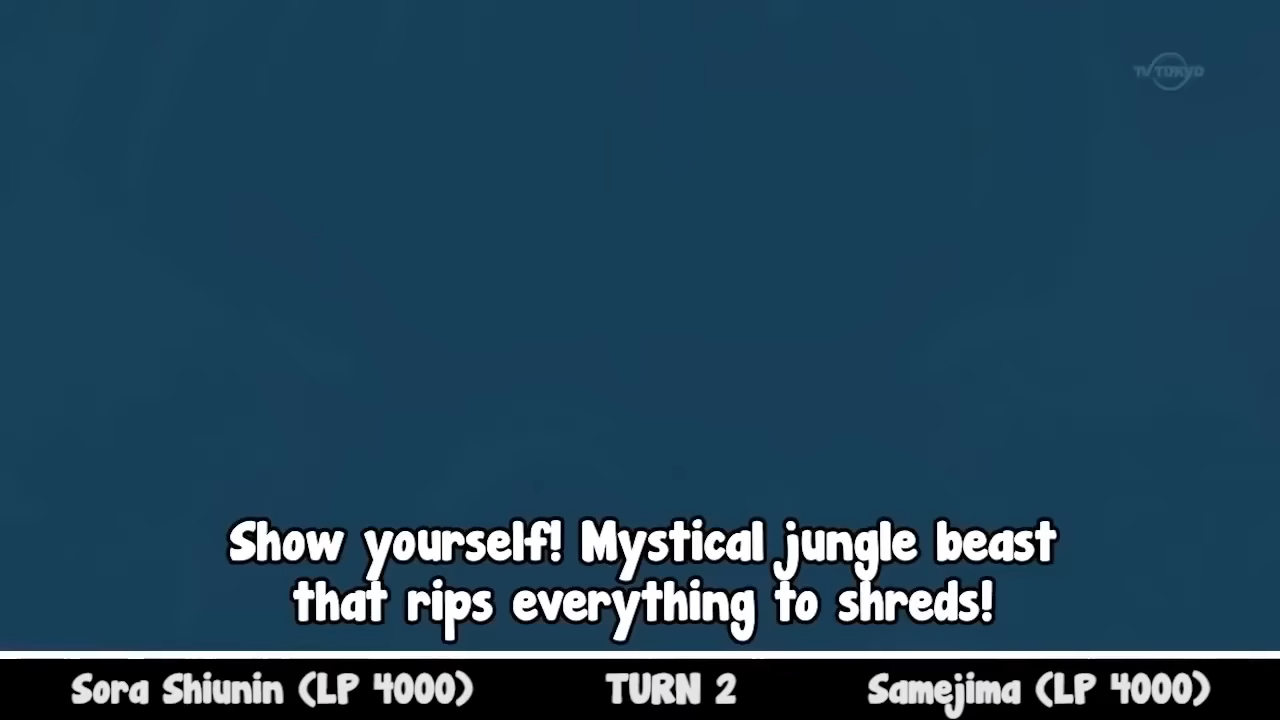 TV TOKYO
Show yourself! Mystical jungle beast
that rips everything to shreds!
Sora Shiunin (LP 4000) TURN 2 Samejima (LP 4000)